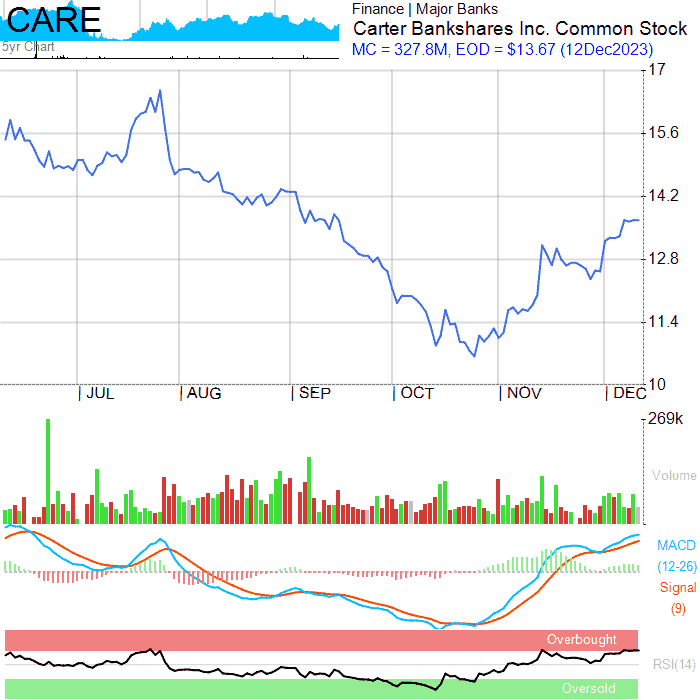 CARE
5yr Chart
Finance | Major Banks
Carter Bankshares Inc. Common Stock
MC = 327.8M, EOD = $13.67 (12Dec2023)
17
15.6
14.2
12.8
11.4
10
JUL AUG SEP OCT NOV DEC
269k
Volume
MACD
(12-26)
Signal
(9)
Overbought
RSI(14)
Oversold